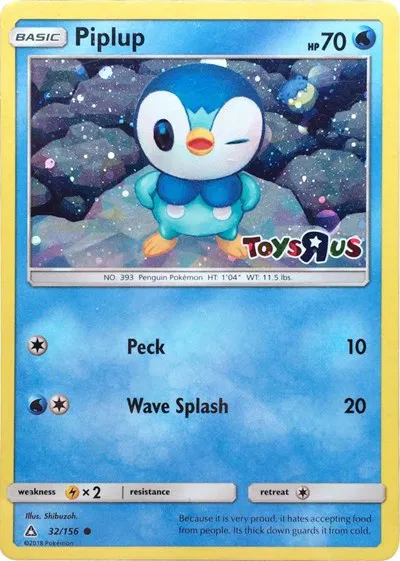 BASIC Piplup HP 70
TOYS R US
NO. 393 Penguin Pokémon HT: 1'04" WT: 11.5 lbs.
Peck 10
Wave Splash 20
weakness ×2 resistance retreat
Illus. Shibuzoh.
32/156
©2018 Pokémon
Because it is very proud, it hates accepting food
from people. Its thick down guards it from cold.